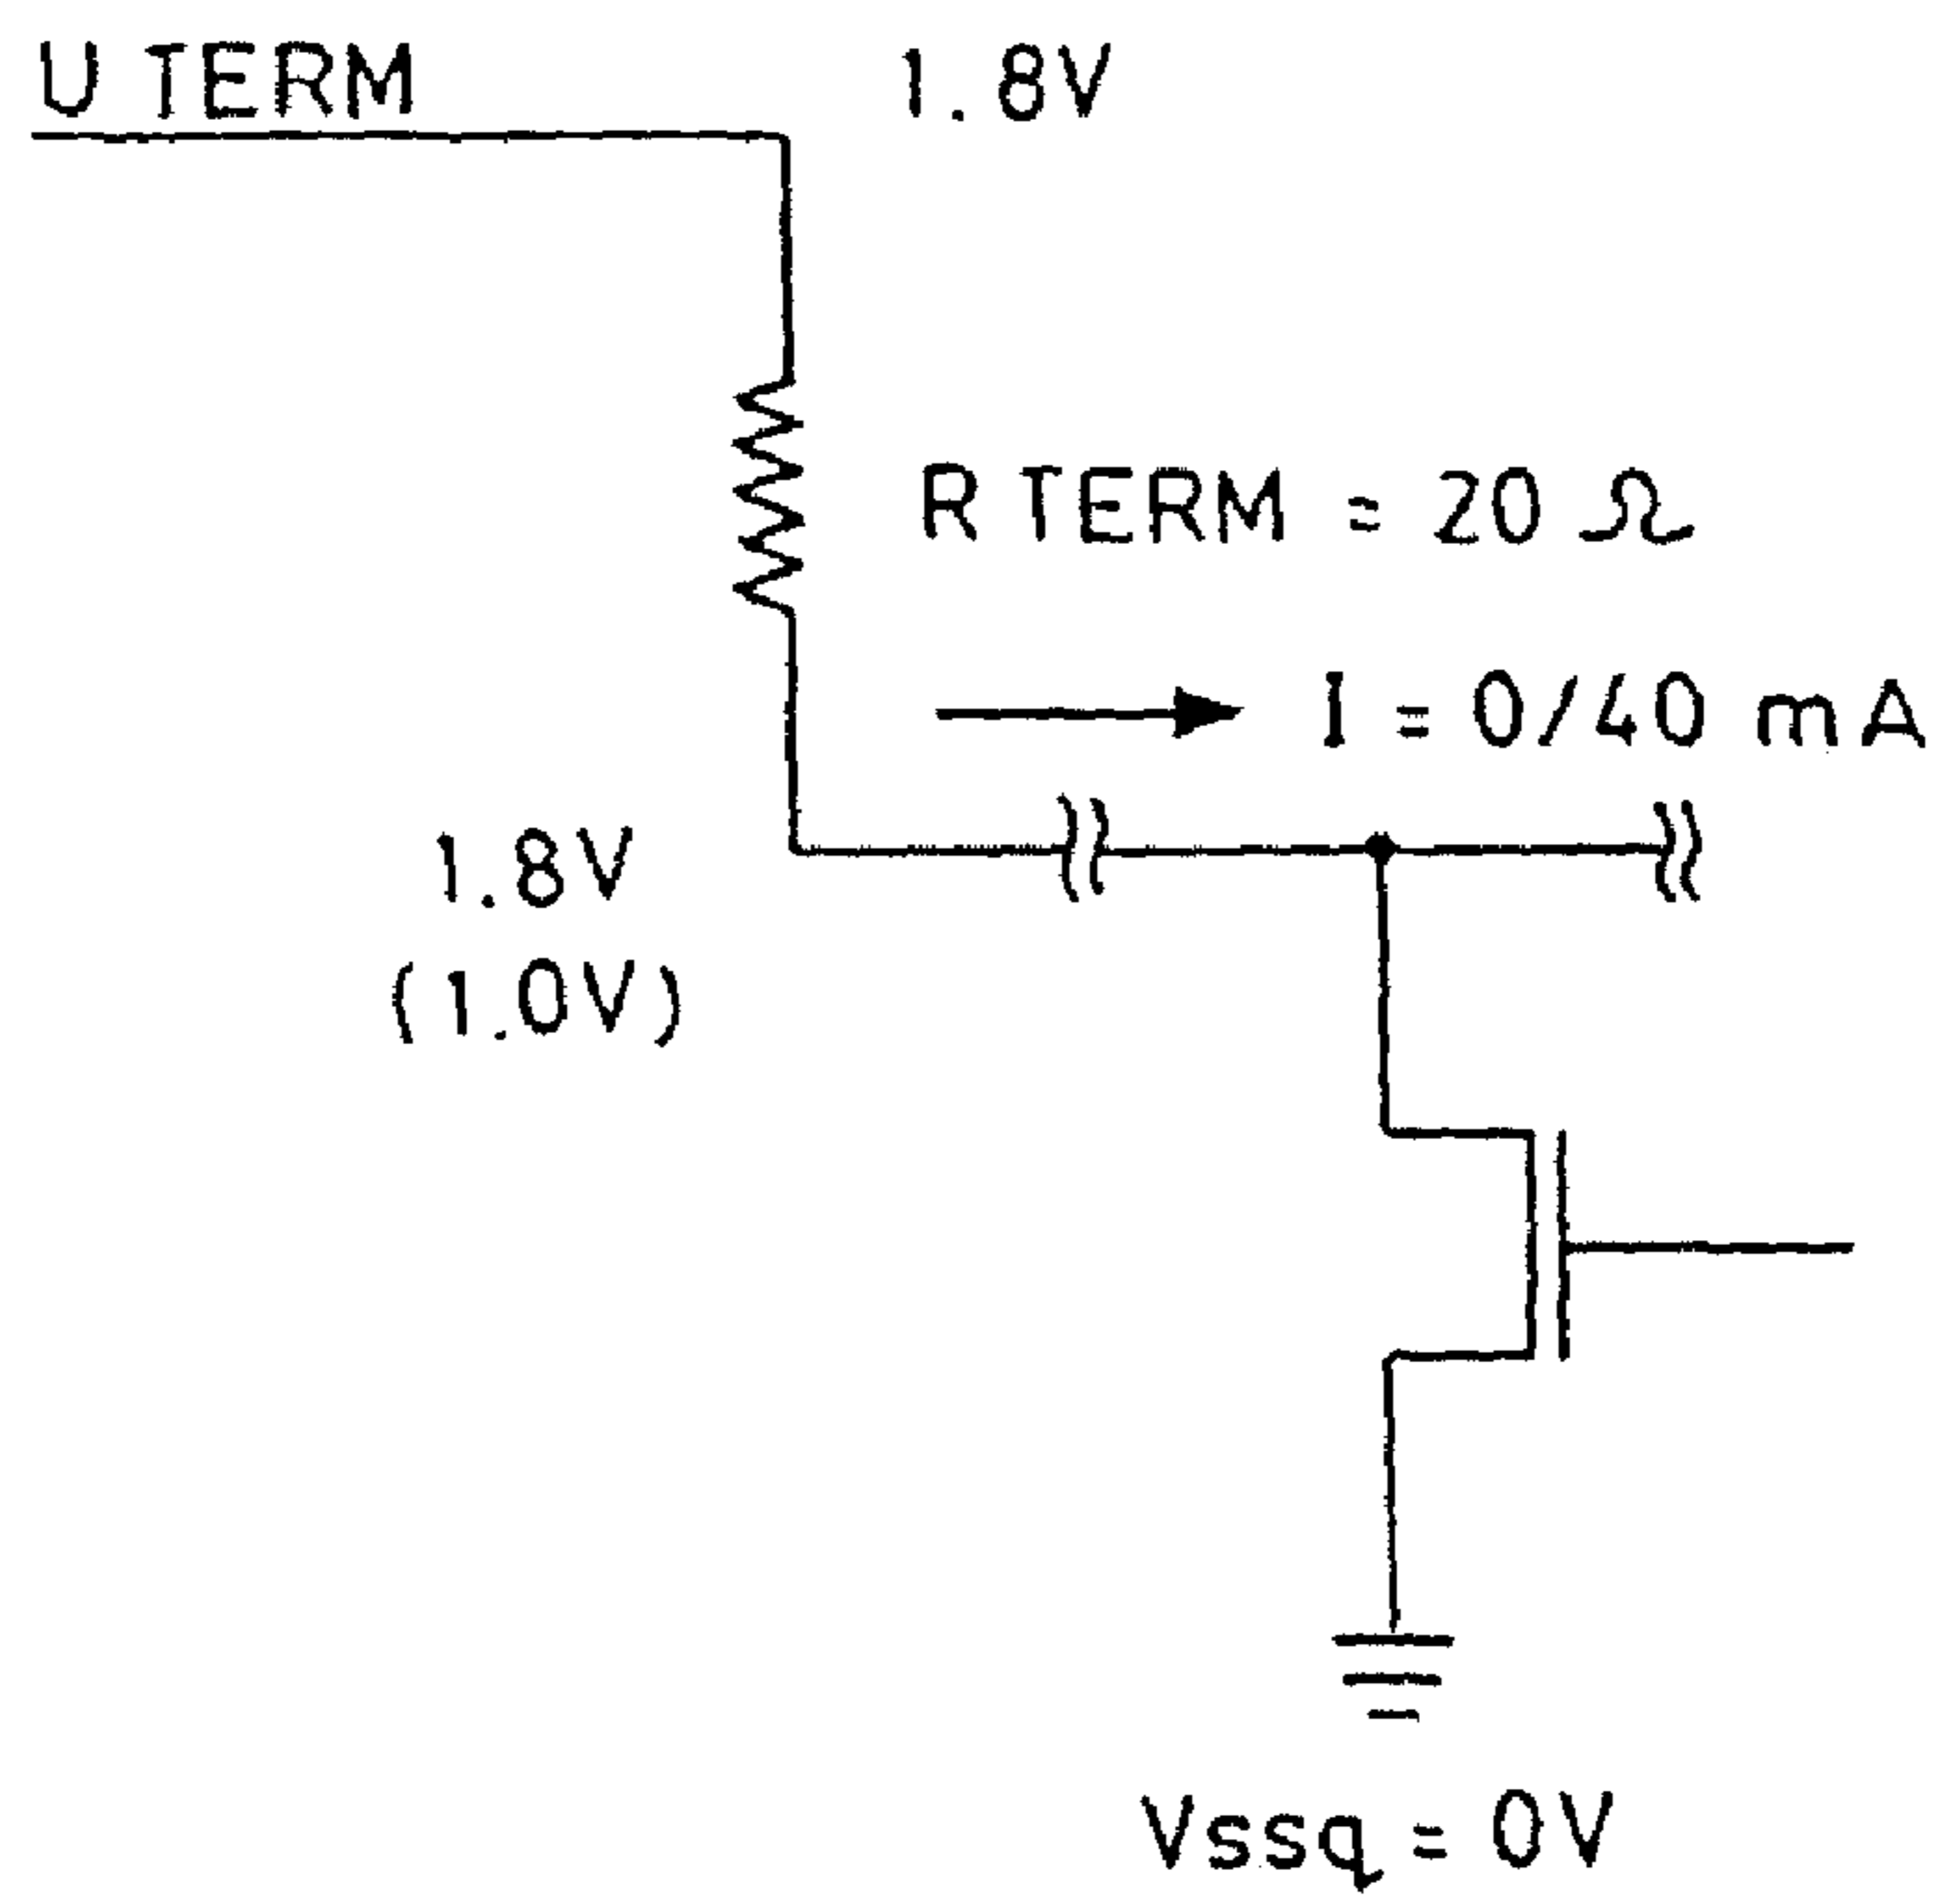 U TERM 1.8V
R TERM = 20 Ω
I = 0/40 mA
1.8V
(1.0V)
Vssq = 0V